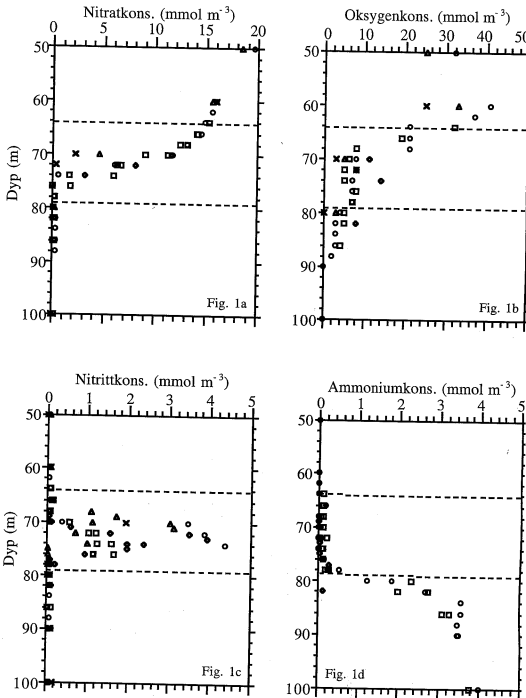 Nitratkons. (mmol m⁻³)
0 5 10 15 20
Dyp (m)
50
60
70
80
90
100
Fig. 1a
Oksygenkons. (mmol m⁻³)
0 10 20 30 40 50
50
60
70
80
90
100
Fig. 1b
Nitrittkons. (mmol m⁻³)
0 1 2 3 4 5
Dyp (m)
50
60
70
80
90
100
Fig. 1c
Ammoniumkons. (mmol m⁻³)
0 1 2 3 4 5
50
60
70
80
90
100
Fig. 1d